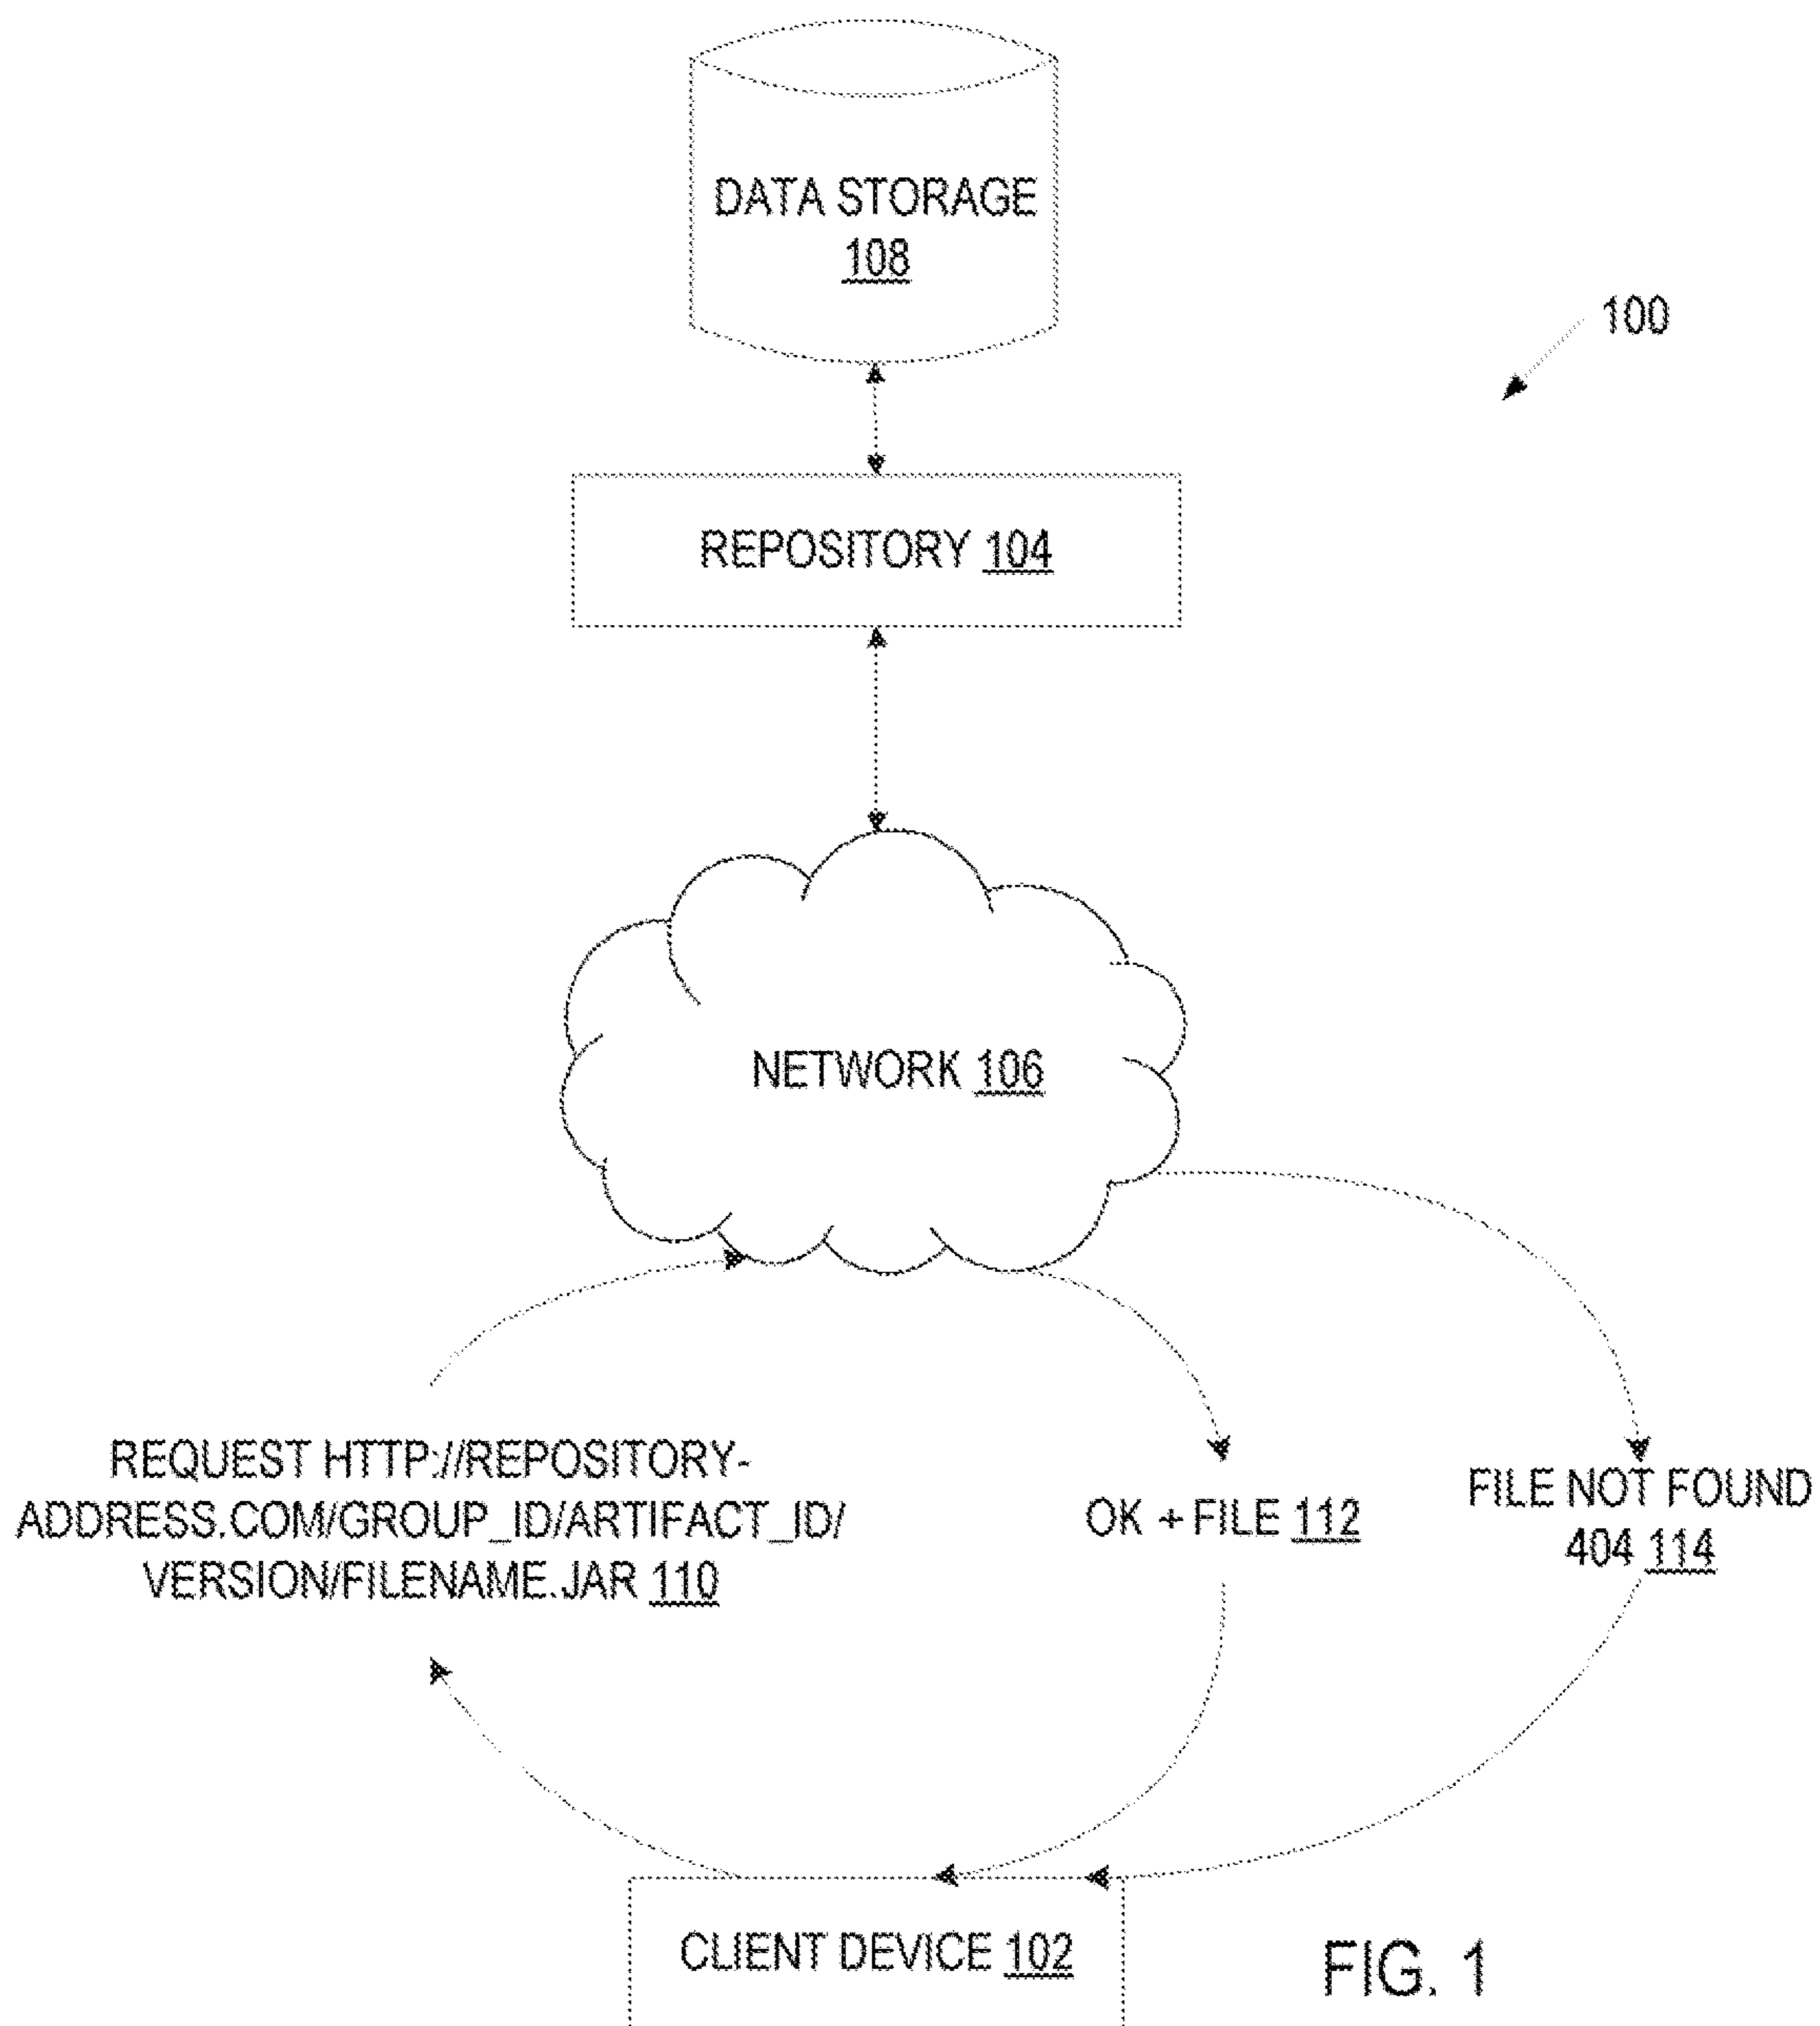 DATA STORAGE
108
100
REPOSITORY 104
NETWORK 106
REQUEST HTTP://REPOSITORY-
ADDRESS.COM/GROUP_ID/ARTIFACT_ID/
VERSION/FILENAME.JAR 110
OK + FILE 112
FILE NOT FOUND
404 114
CLIENT DEVICE 102
FIG. 1